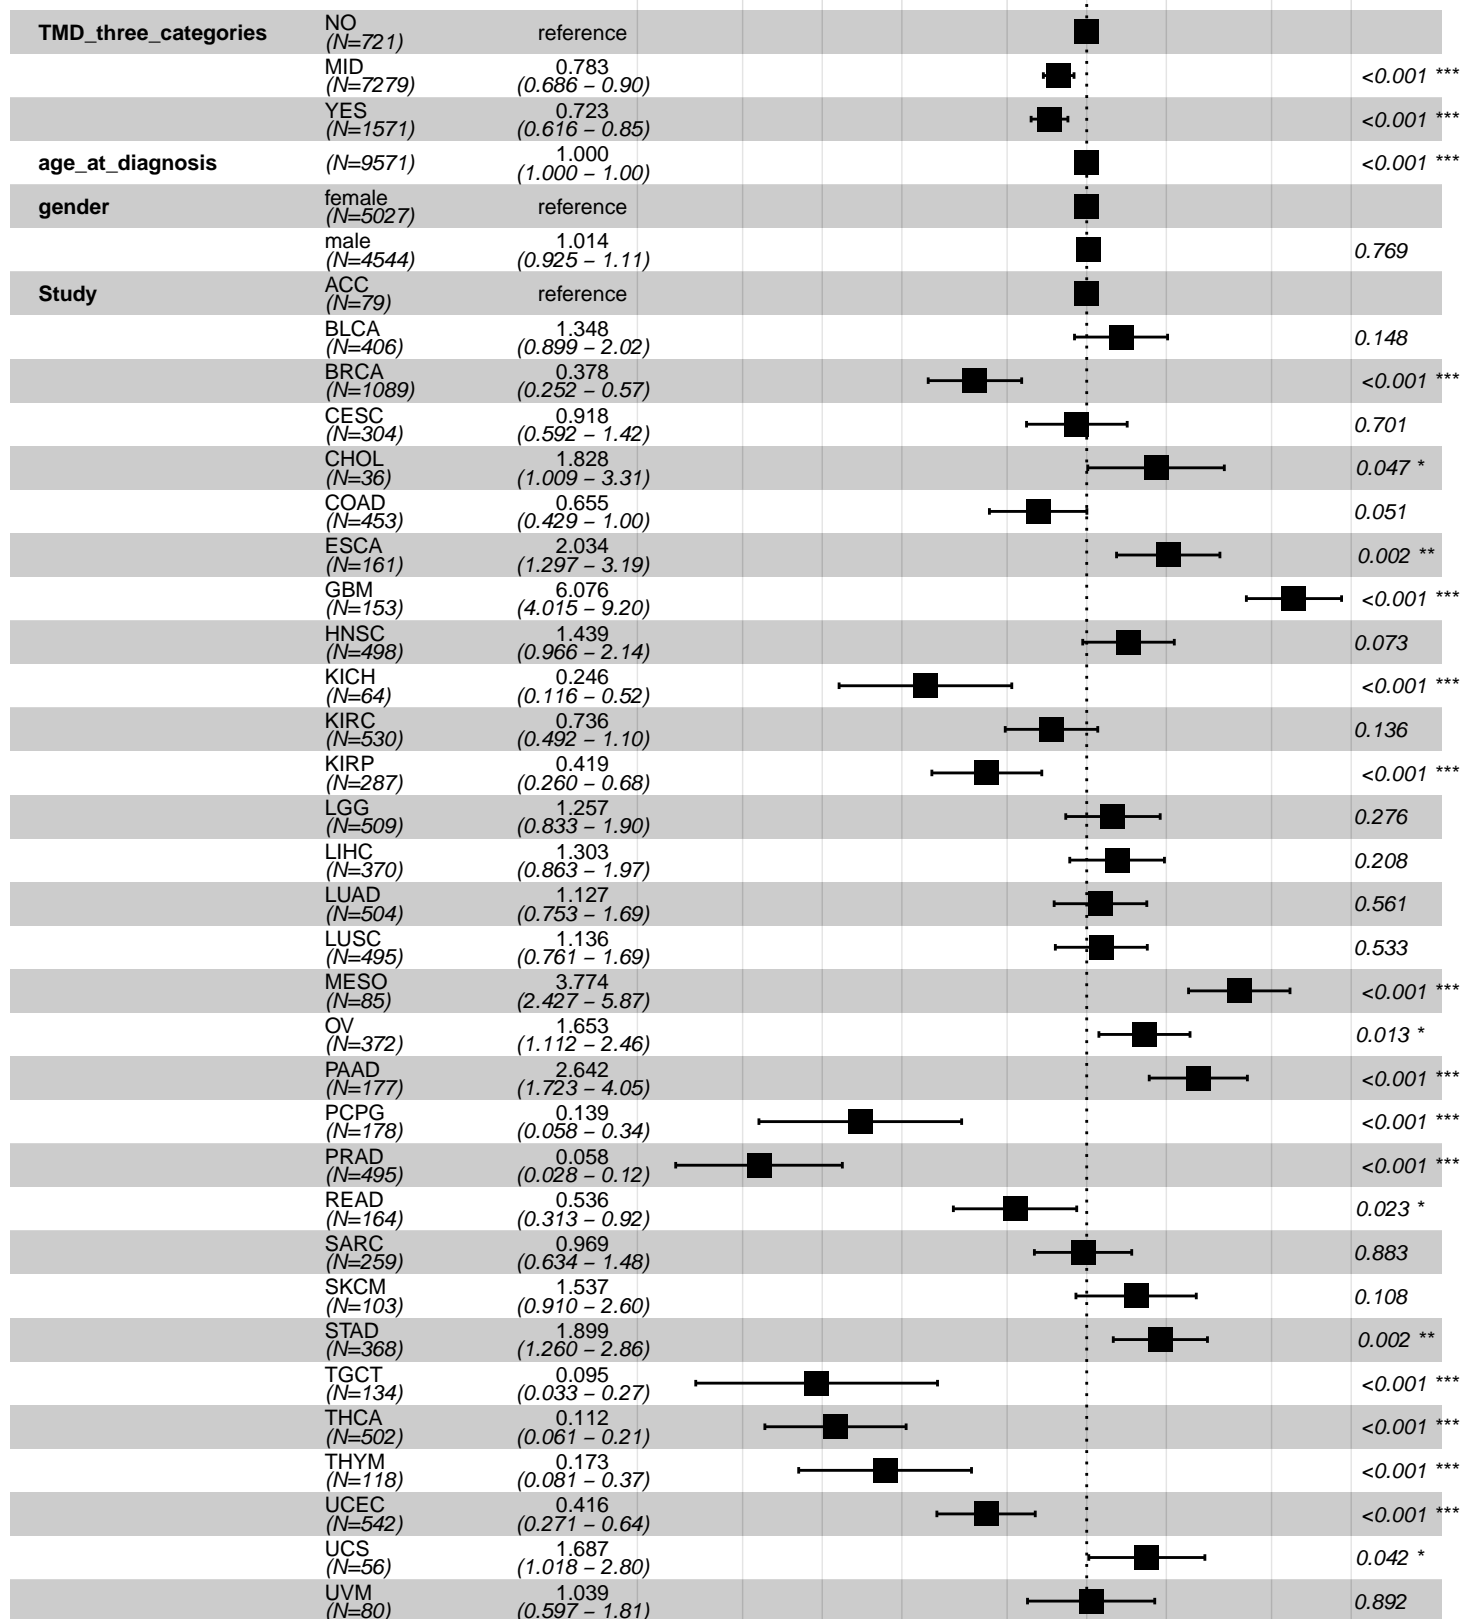 TMD_three_categories NO reference
(N=721)
MID 0.783 <0.001 ***
(N=7279) (0.686 – 0.90)
YES 0.723 <0.001 ***
(N=1571) (0.616 – 0.85)
age_at_diagnosis (N=9571) 1.000 <0.001 ***
(1.000 – 1.00)
gender female reference
(N=5027)
male 1.014 0.769
(N=4544) (0.925 – 1.11)
Study ACC reference
(N=79)
BLCA 1.348 0.148
(N=406) (0.899 – 2.02)
BRCA 0.378 <0.001 ***
(N=1089) (0.252 – 0.57)
CESC 0.918 0.701
(N=304) (0.592 – 1.42)
CHOL 1.828 0.047 *
(N=36) (1.009 – 3.31)
COAD 0.655 0.051
(N=453) (0.429 – 1.00)
ESCA 2.034 0.002 **
(N=161) (1.297 – 3.19)
GBM 6.076 <0.001 ***
(N=153) (4.015 – 9.20)
HNSC 1.439 0.073
(N=498) (0.966 – 2.14)
KICH 0.246 <0.001 ***
(N=64) (0.116 – 0.52)
KIRC 0.736 0.136
(N=530) (0.492 – 1.10)
KIRP 0.419 <0.001 ***
(N=287) (0.260 – 0.68)
LGG 1.257 0.276
(N=509) (0.833 – 1.90)
LIHC 1.303 0.208
(N=370) (0.863 – 1.97)
LUAD 1.127 0.561
(N=504) (0.753 – 1.69)
LUSC 1.136 0.533
(N=495) (0.761 – 1.69)
MESO 3.774 <0.001 ***
(N=85) (2.427 – 5.87)
OV 1.653 0.013 *
(N=372) (1.112 – 2.46)
PAAD 2.642 <0.001 ***
(N=177) (1.723 – 4.05)
PCPG 0.139 <0.001 ***
(N=178) (0.058 – 0.34)
PRAD 0.058 <0.001 ***
(N=495) (0.028 – 0.12)
READ 0.536 0.023 *
(N=164) (0.313 – 0.92)
SARC 0.969 0.883
(N=259) (0.634 – 1.48)
SKCM 1.537 0.108
(N=103) (0.910 – 2.60)
STAD 1.899 0.002 **
(N=368) (1.260 – 2.86)
TGCT 0.095 <0.001 ***
(N=134) (0.033 – 0.27)
THCA 0.112 <0.001 ***
(N=502) (0.061 – 0.21)
THYM 0.173 <0.001 ***
(N=118) (0.081 – 0.37)
UCEC 0.416 <0.001 ***
(N=542) (0.271 – 0.64)
UCS 1.687 0.042 *
(N=56) (1.018 – 2.80)
UVM 1.039 0.892
(N=80) (0.597 – 1.81)